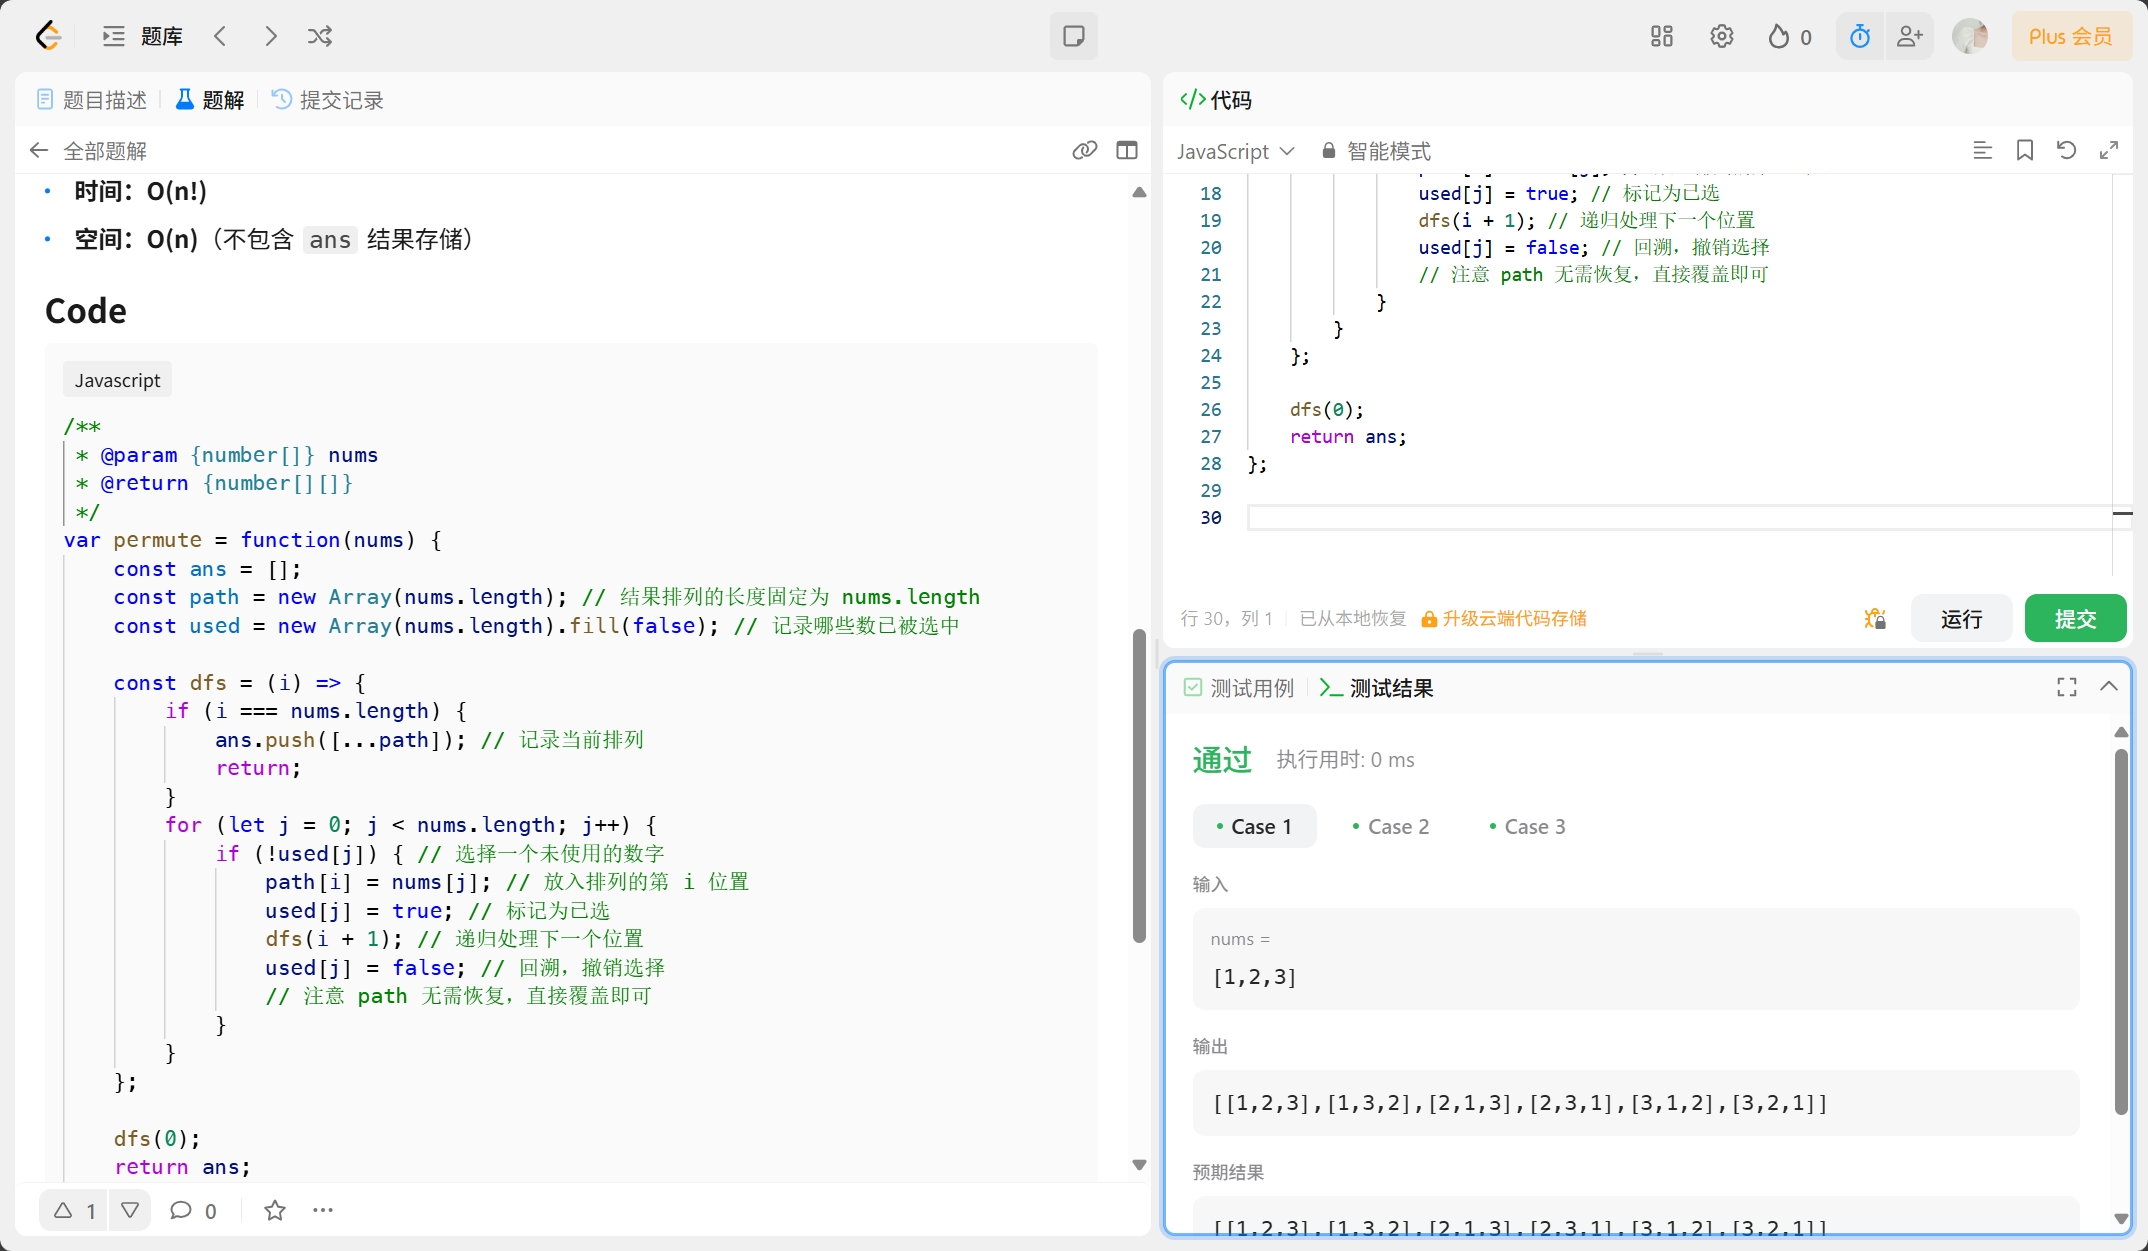 题库
0
Plus 会员
题目描述
题解
提交记录
全部题解
时间：O(n!)
空间：O(n)（不包含 ans 结果存储）
Code
Javascript
/**
* @param {number[]} nums
* @return {number[][]}
*/
var permute = function(nums) {
const ans = [];
const path = new Array(nums.length); // 结果排列的长度固定为 nums.length
const used = new Array(nums.length).fill(false); // 记录哪些数已被选中
const dfs = (i) => {
if (i === nums.length) {
ans.push([...path]); // 记录当前排列
return;
}
for (let j = 0; j < nums.length; j++) {
if (!used[j]) { // 选择一个未使用的数字
path[i] = nums[j]; // 放入排列的第 i 位置
used[j] = true; // 标记为已选
dfs(i + 1); // 递归处理下一个位置
used[j] = false; // 回溯，撤销选择
// 注意 path 无需恢复，直接覆盖即可
}
}
};
dfs(0);
return ans;
1
0
代码
JavaScript
智能模式
18 used[j] = true; // 标记为已选
19 dfs(i + 1); // 递归处理下一个位置
20 used[j] = false; // 回溯，撤销选择
21 // 注意 path 无需恢复，直接覆盖即可
22 }
23 }
24 };
25
26 dfs(0);
27 return ans;
28 };
29
30
行 30，列 1
已从本地恢复
升级云端代码存储
运行
提交
测试用例
测试结果
通过
执行用时: 0 ms
Case 1
Case 2
Case 3
输入
nums =
[1,2,3]
输出
[[1,2,3],[1,3,2],[2,1,3],[2,3,1],[3,1,2],[3,2,1]]
预期结果
[[1,2,3],[1,3,2],[2,1,3],[2,3,1],[3,1,2],[3,2,1]]